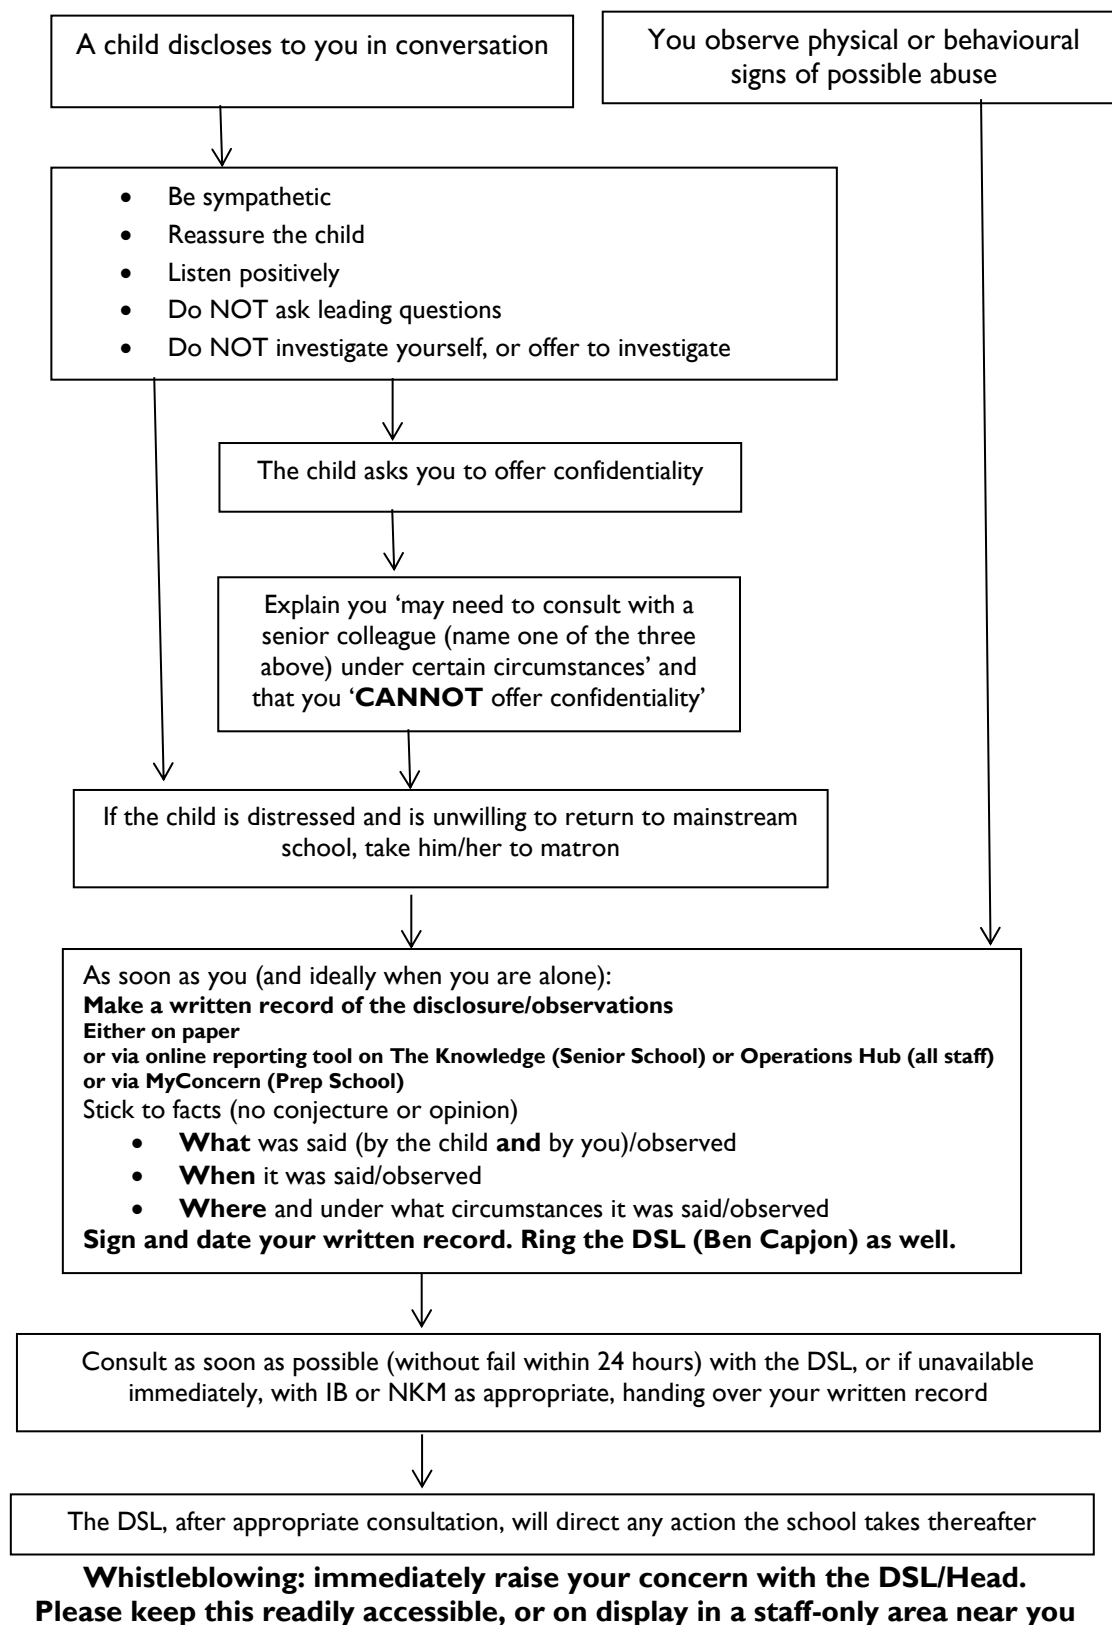 A child discloses to you in conversation
You observe physical or behavioural
signs of possible abuse
• Be sympathetic
• Reassure the child
• Listen positively
• Do NOT ask leading questions
• Do NOT investigate yourself, or offer to investigate
The child asks you to offer confidentiality
Explain you ‘may need to consult with a
senior colleague (name one of the three
above) under certain circumstances’ and
that you ‘CANNOT offer confidentiality’
If the child is distressed and is unwilling to return to mainstream
school, take him/her to matron
As soon as you (and ideally when you are alone):
Make a written record of the disclosure/observations
Either on paper
or via online reporting tool on The Knowledge (Senior School) or Operations Hub (all staff)
or via MyConcern (Prep School)
Stick to facts (no conjecture or opinion)
• What was said (by the child and by you)/observed
• When it was said/observed
• Where and under what circumstances it was said/observed
Sign and date your written record. Ring the DSL (Ben Capjon) as well.
Consult as soon as possible (without fail within 24 hours) with the DSL, or if unavailable
immediately, with IB or NKM as appropriate, handing over your written record
The DSL, after appropriate consultation, will direct any action the school takes thereafter
Whistleblowing: immediately raise your concern with the DSL/Head.
Please keep this readily accessible, or on display in a staff-only area near you